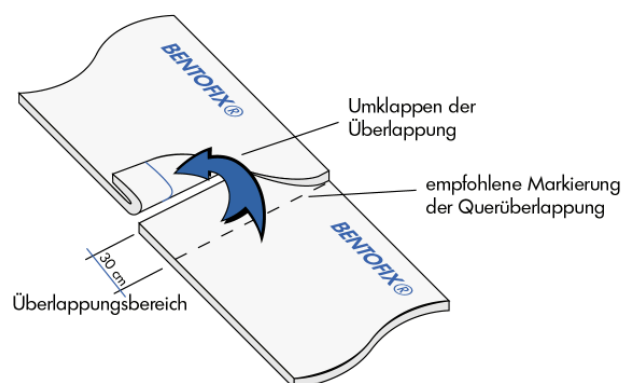 BENTOFIX®
Umklappen der
Überlappung
empfohlene Markierung
der Querüberlappung
30 cm
Überlappungsbereich
BENTOFIX®